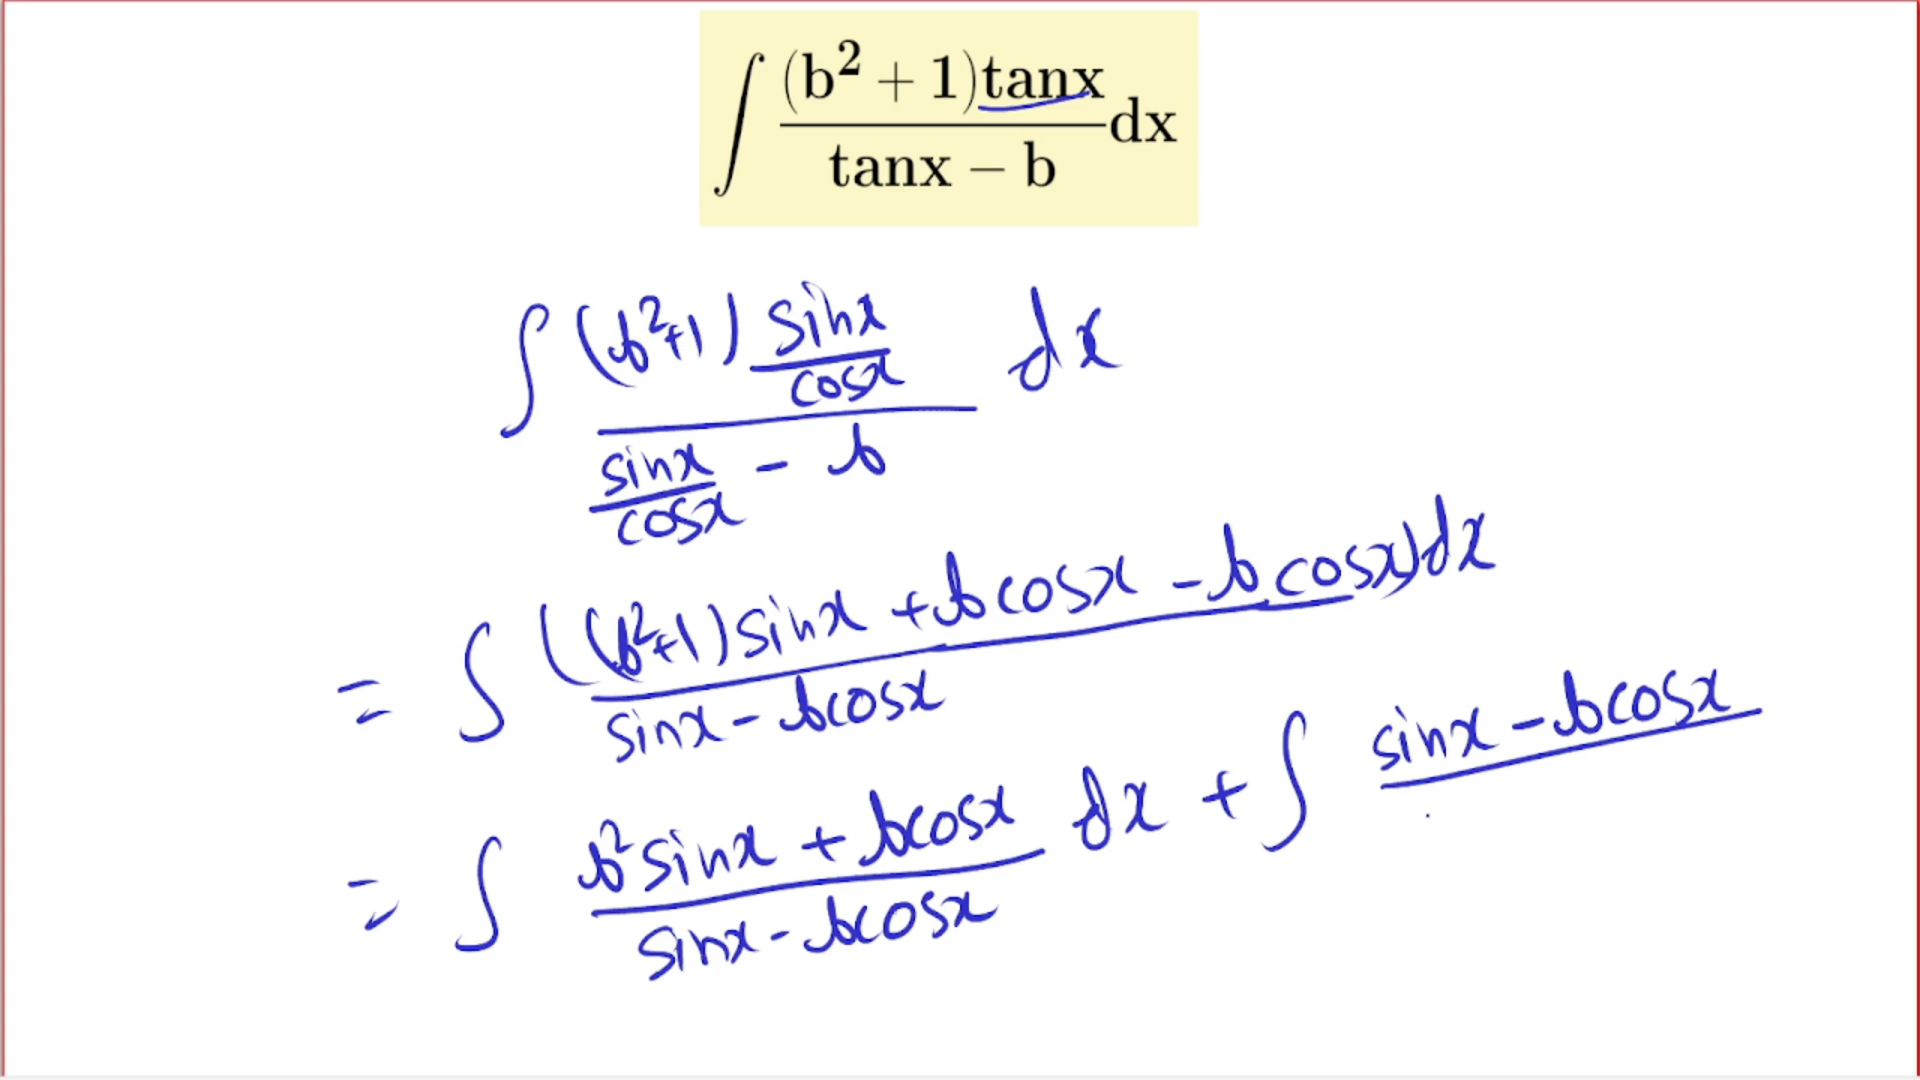 ∫ (b² + 1)tanx / tanx − b dx
∫ (b²+1) sinx/cosx / sinx/cosx - b dx
= ∫ ((b²+1) sinx + bcosx - bcosx)dx / sinx - bcosx
= ∫ b²sinx + bcosx / sinx - bcosx dx + ∫ sinx - bcosx